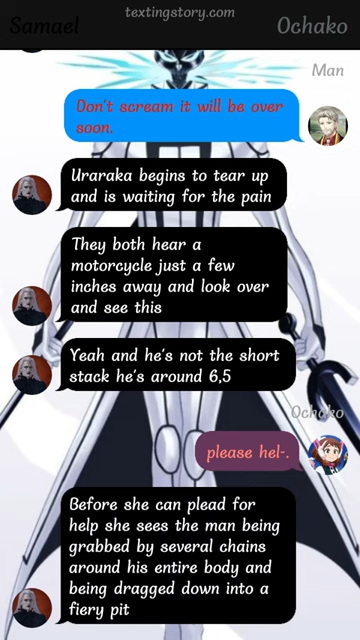 textingstory.com
Samael
Ochako
Man
Don't scream it will be over
soon.
Uraraka begins to tear up
and is waiting for the pain
They both hear a
motorcycle just a few
inches away and look over
and see this
Yeah and he's not the short
stack he's around 6,5
Ochako
please hel-.
Before she can plead for
help she sees the man being
grabbed by several chains
around his entire body and
being dragged down into a
fiery pit